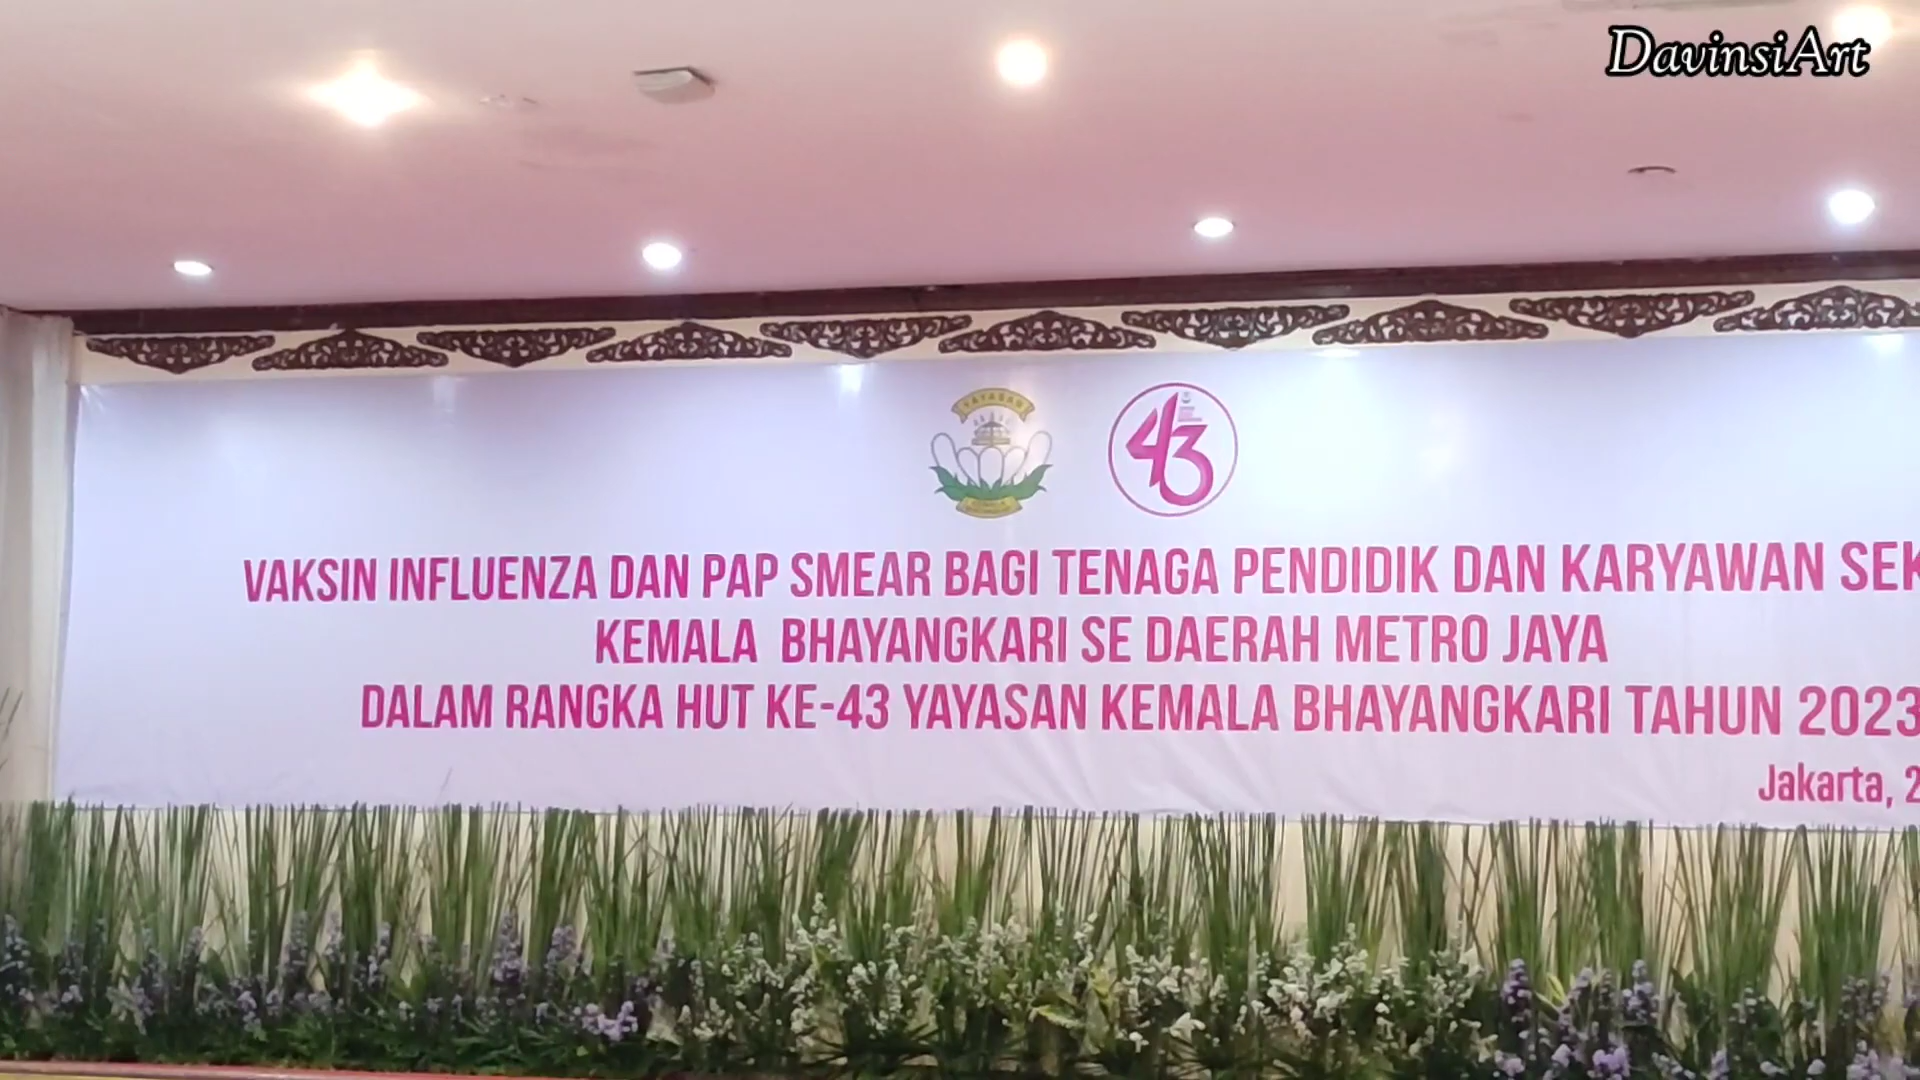 DavinsiArt
YAYASAN
43
VAKSIN INFLUENZA DAN PAP SMEAR BAGI TENAGA PENDIDIK DAN KARYAWAN SEK
KEMALA BHAYANGKARI SE DAERAH METRO JAYA
DALAM RANGKA HUT KE-43 YAYASAN KEMALA BHAYANGKARI TAHUN 2023
Jakarta, 2